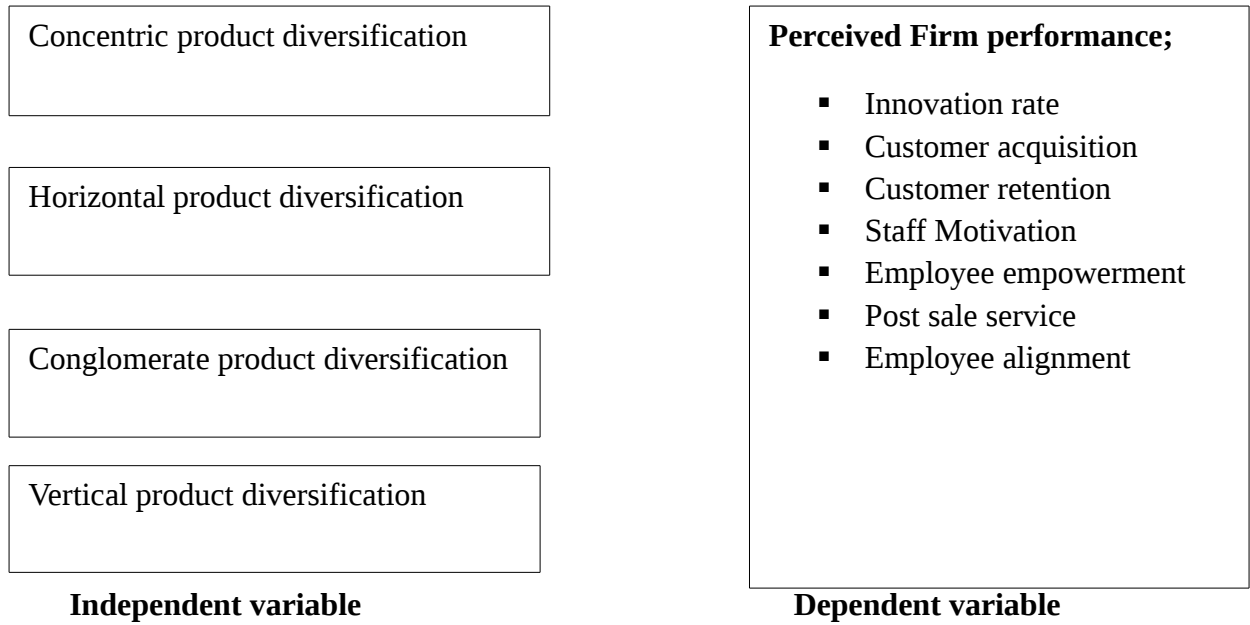 Concentric product diversification
Horizontal product diversification
Conglomerate product diversification
Vertical product diversification
Independent variable
Perceived Firm performance;
▪ Innovation rate
▪ Customer acquisition
▪ Customer retention
▪ Staff Motivation
▪ Employee empowerment
▪ Post sale service
▪ Employee alignment
Dependent variable